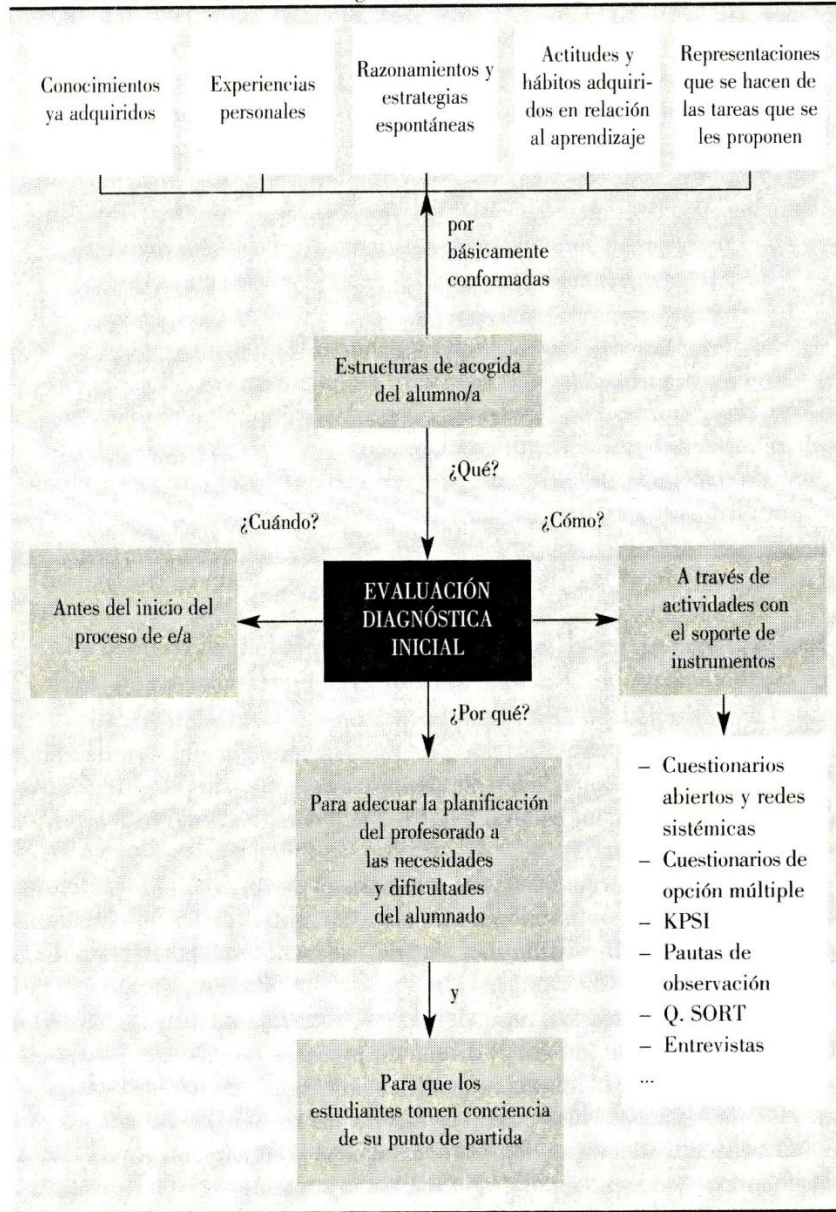 Conocimientos
ya adquiridos
Experiencias
personales
Razonamientos y
estrategias
espontáneas
Actitudes y
hábitos adquiri-
dos en relación
al aprendizaje
Representaciones
que se hacen de
las tareas que se
les proponen
por
básicamente
conformadas
Estructuras de acogida
del alumno/a
¿Qué?
¿Cuándo?
¿Cómo?
Antes del inicio del
proceso de e/a
EVALUACIÓN
DIAGNÓSTICA
INICIAL
A través de
actividades con
el soporte de
instrumentos
¿Por qué?
Para adecuar la planificación
del profesorado a
las necesidades
y dificultades
del alumnado
– Cuestionarios
abiertos y redes
sistémicas
– Cuestionarios de
opción múltiple
– KPSI
– Pautas de
observación
– Q. SORT
– Entrevistas
...
y
Para que los
estudiantes tomen conciencia
de su punto de partida